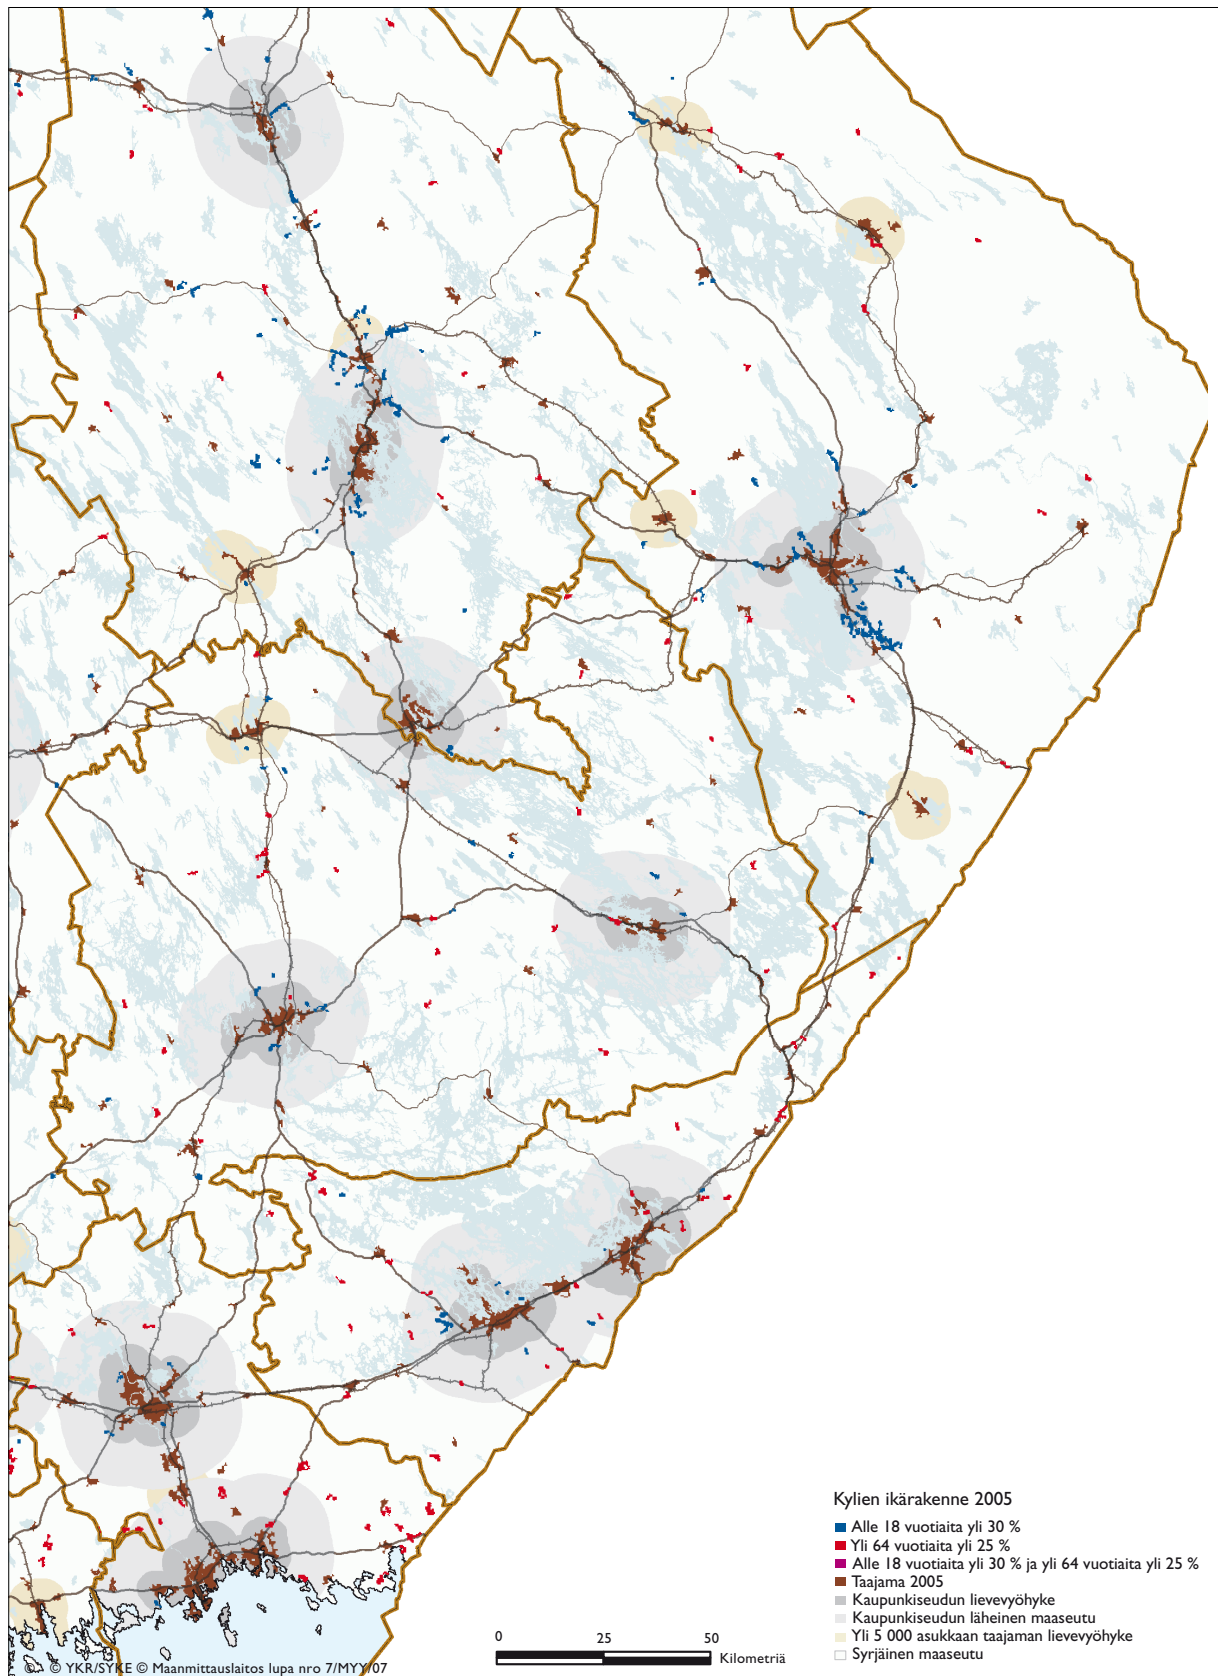 Kylien ikärakenne 2005
Alle 18 vuotiaita yli 30 %
Yli 64 vuotiaita yli 25 %
Alle 18 vuotiaita yli 30 % ja yli 64 vuotiaita yli 25 %
Taajama 2005
Kaupunkiseudun lievevyöhyke
Kaupunkiseudun läheinen maaseutu
Yli 5 000 asukkaan taajaman lievevyöhyke
Syrjäinen maaseutu
0 25 50
Kilometriä
© YKR/SYKE © Maanmittauslaitos lupa nro 7/MYY/07